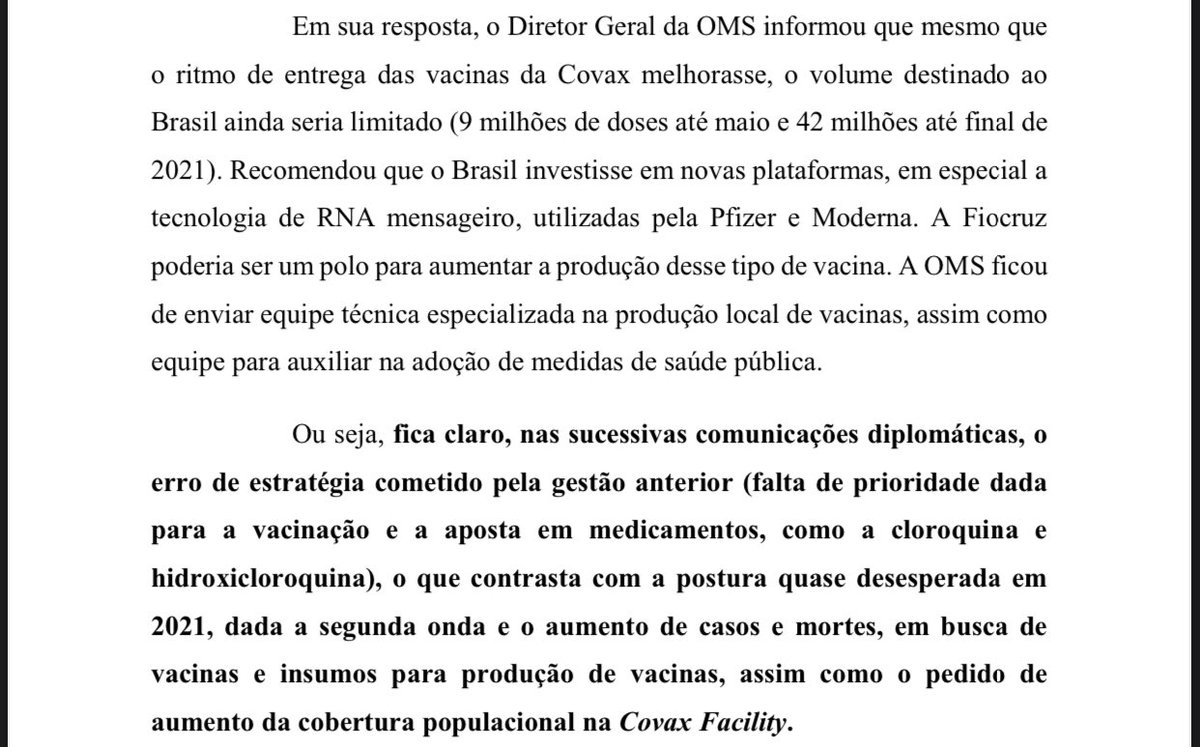 Em sua resposta, o Diretor Geral da OMS informou que mesmo que
o ritmo de entrega das vacinas da Covax melhorasse, o volume destinado ao
Brasil ainda seria limitado (9 milhões de doses até maio e 42 milhões até final de
2021). Recomendou que o Brasil investisse em novas plataformas, em especial a
tecnologia de RNA mensageiro, utilizadas pela Pfizer e Moderna. A Fiocruz
poderia ser um polo para aumentar a produção desse tipo de vacina. A OMS ficou
de enviar equipe técnica especializada na produção local de vacinas, assim como
equipe para auxiliar na adoção de medidas de saúde pública.
Ou seja, fica claro, nas sucessivas comunicações diplomáticas, o
erro de estratégia cometido pela gestão anterior (falta de prioridade dada
para a vacinação e a aposta em medicamentos, como a cloroquina e
hidroxicloroquina), o que contrasta com a postura quase desesperada em
2021, dada a segunda onda e o aumento de casos e mortes, em busca de
vacinas e insumos para produção de vacinas, assim como o pedido de
aumento da cobertura populacional na Covax Facility.